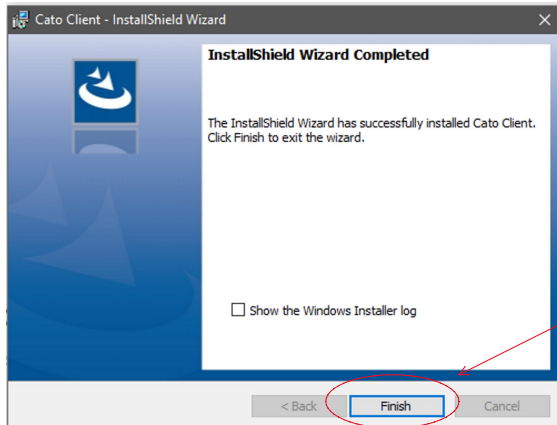 Cato Client - InstallShield Wizard
InstallShield Wizard Completed
The InstallShield Wizard has successfully installed Cato Client.
Click Finish to exit the wizard.
Show the Windows Installer log
< Back
Finish
Cancel